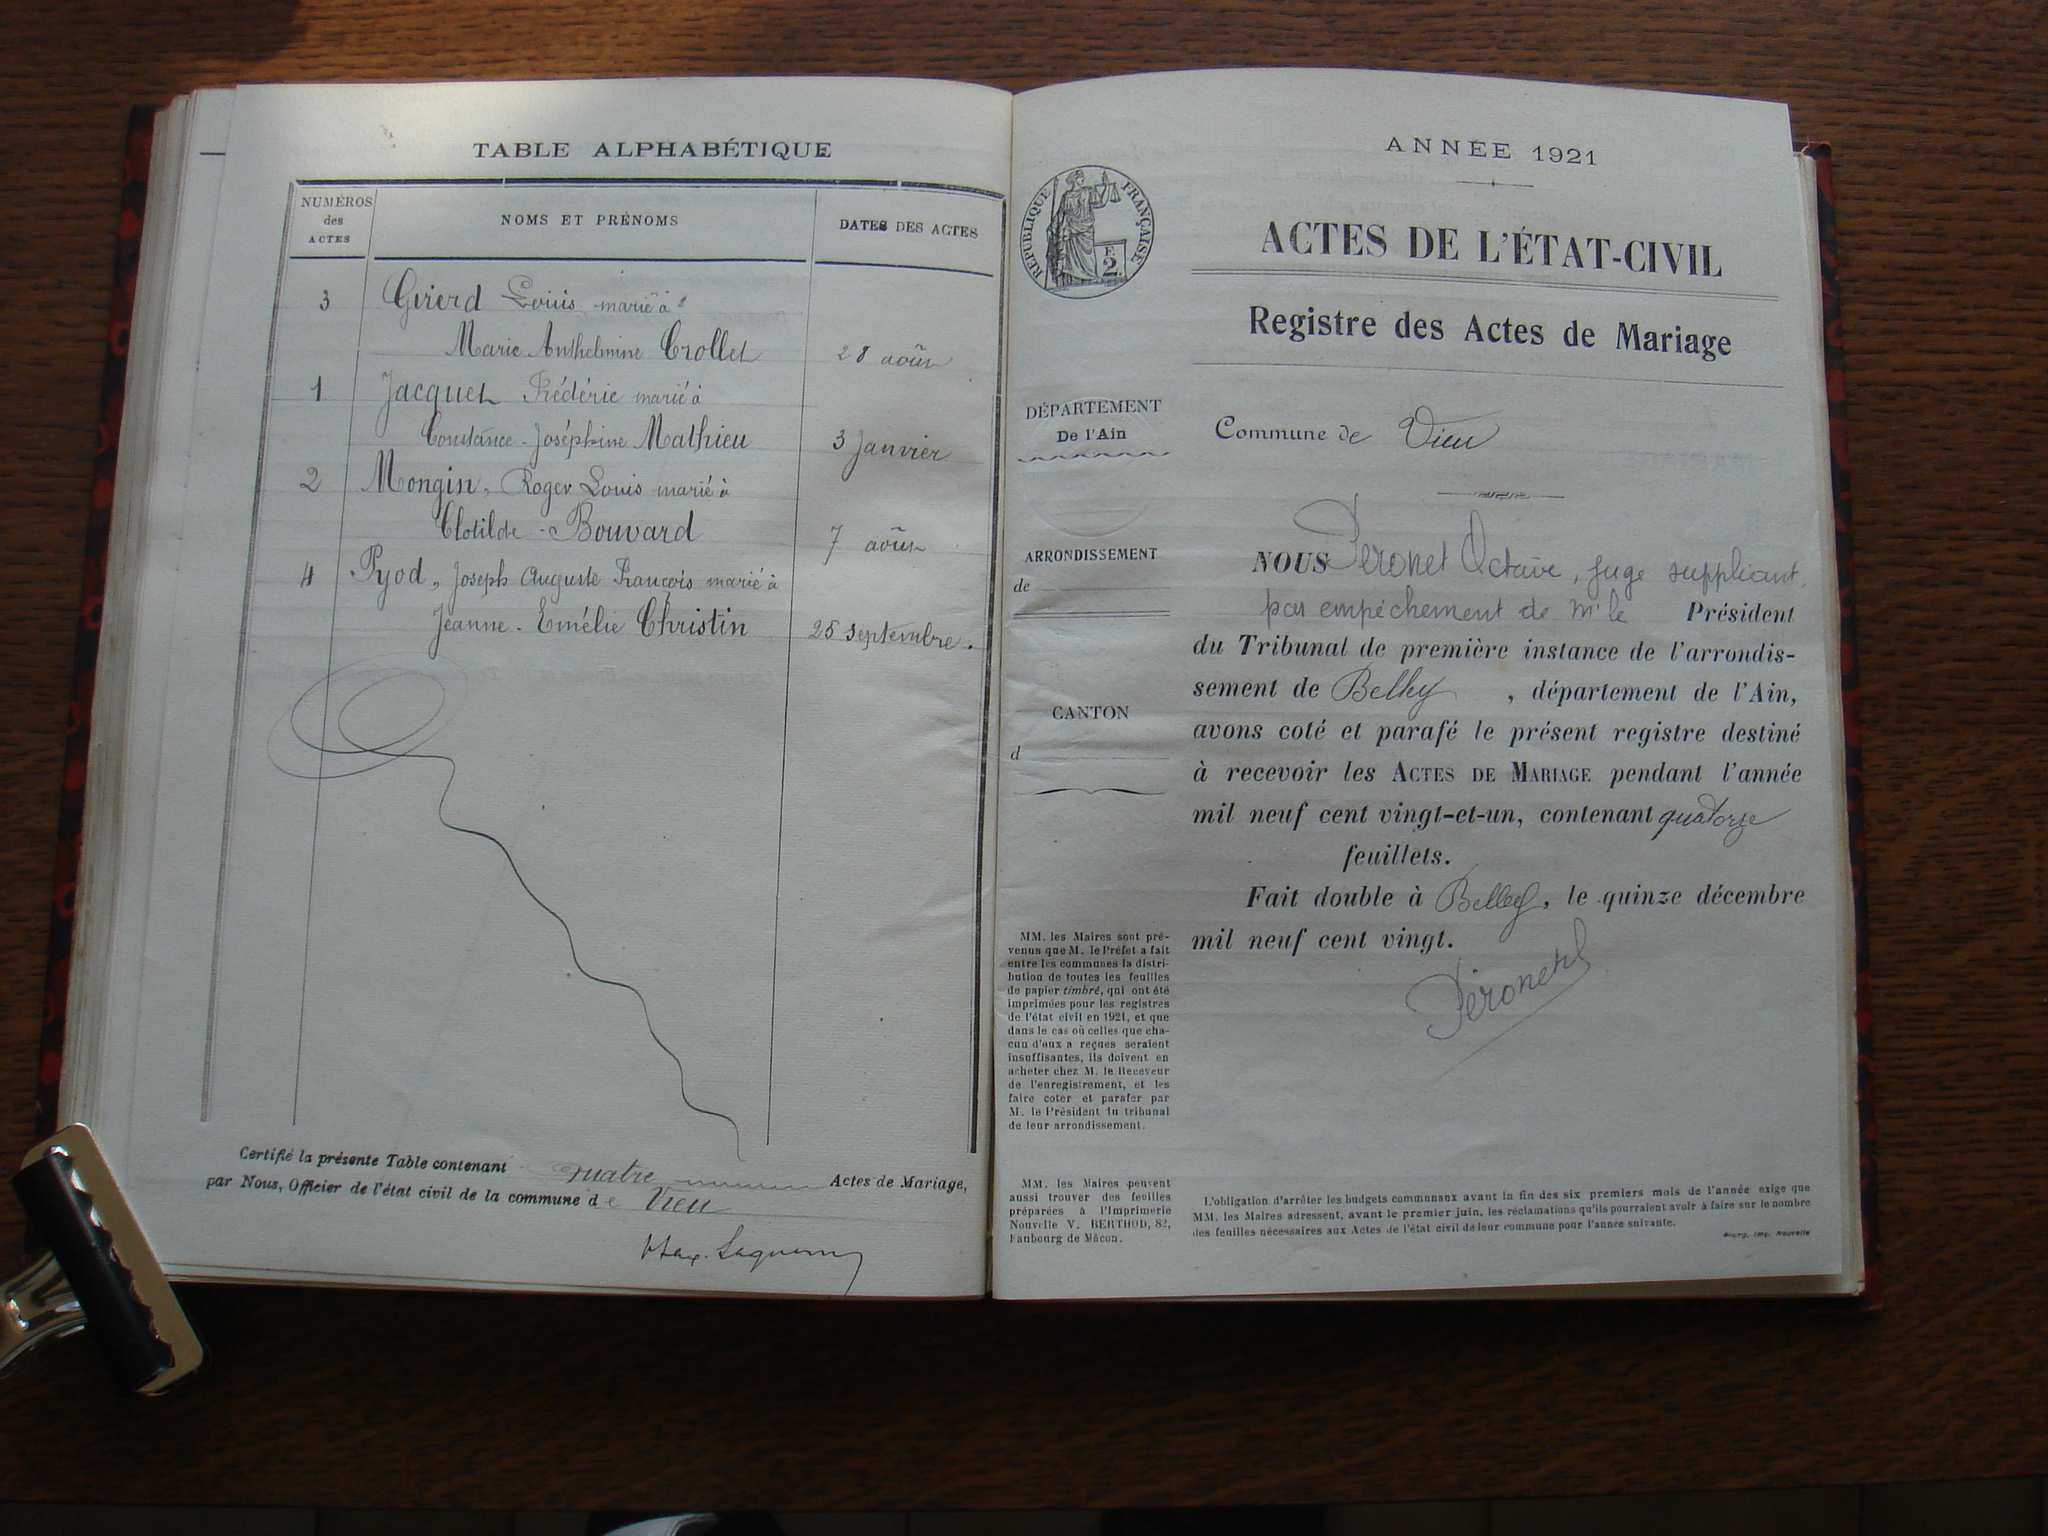 TABLE ALPHABÉTIQUE
NUMÉROS
des
ACTES
NOMS ET PRÉNOMS
DATES DES ACTES
3 Girerd Louis marié à
Marie Anthelmine Crollet 28 août
1 Jacquet Frédéric marié à
Constance-Joséphine Mathieu 3 Janvier
2 Mongin, Roger Louis marié à
Clotilde - Bouvard 7 août
4 Pyod, Joseph Auguste François marié à
Jeanne-Emélie Christin 25 septembre.
Certifié la présente Table contenant quatre Actes de Mariage,
par Nous, Officier de l'état civil de la commune de Vieu
ANNÉE 1921
RÉPUBLIQUE FRANÇAISE
F.
2.
ACTES DE L'ÉTAT-CIVIL
Registre des Actes de Mariage
DÉPARTEMENT
De l'Ain
Commune de Vieu
ARRONDISSEMENT
de
CANTON
d
NOUS Peronet Octave, juge suppléant,
par empêchement de Mr le Président
du Tribunal de première instance de l'arrondis-
sement de Belley , département de l'Ain,
avons coté et parafé le présent registre destiné
à recevoir les ACTES DE MARIAGE pendant l'année
mil neuf cent vingt-et-un, contenant quatorze
feuillets.
Fait double à Belley, le quinze décembre
mil neuf cent vingt.
Péronet
MM. les Maires sont pré-
venus que M. le Préfet a fait
entre les communes la distri-
bution de toutes les feuilles
de papier timbré, qui ont été
imprimées pour les registres
de l'état civil en 1921, et que
dans le cas où celles que cha-
cun d'eux a reçues seraient
insuffisantes, ils doivent en
acheter chez M. le Receveur
de l'enregistrement, et les
faire coter et parafer par
M. le Président du tribunal
de leur arrondissement.
MM. les Maires peuvent
aussi trouver des feuilles
préparées à l'Imprimerie
Nouvelle V. BERTHOD, 82,
Faubourg de Mâcon.
L'obligation d'arrêter les budgets communaux avant la fin des six premiers mois de l'année exige que
MM. les Maires adressent, avant le premier juin, les réclamations qu'ils pourraient avoir à faire sur le nombre
des feuilles nécessaires aux Actes de l'état civil de leur commune pour l'année suivante.
Bourg, Imp. Nouvelle